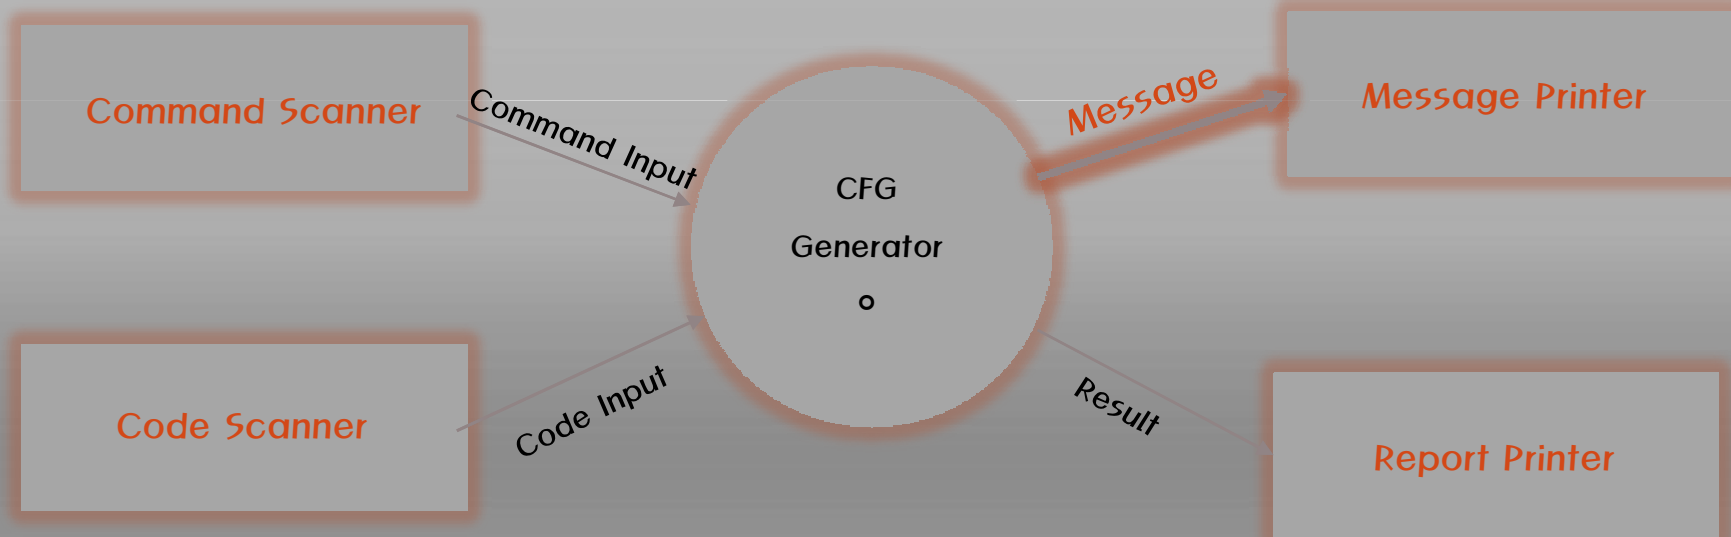 Command Scanner
Command Input
CFG
Generator
Message
Message Printer
Code Scanner
Code Input
Result
Report Printer